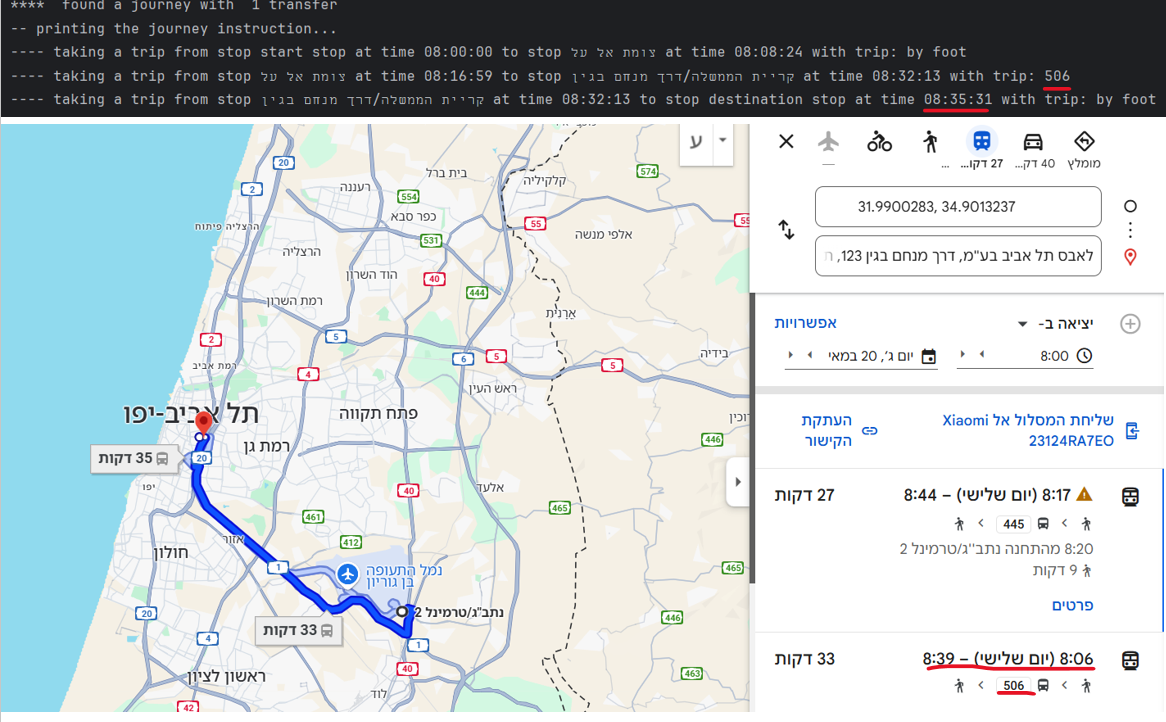 **** found a journey with 1 transfer
-- printing the journey instruction...
---- taking a trip from stop start stop at time 08:00:00 to stop צומת אל על at time 08:08:24 with trip: by foot
---- taking a trip from stop צומת אל על at time 08:16:59 to stop קריית הממשלה/דרך מנחם בגין at time 08:32:13 with trip: 506
---- taking a trip from stop קריית הממשלה/דרך מנחם בגין at time 08:32:13 to stop destination stop at time 08:35:31 with trip: by foot
ע
20
2
רעננה
בית ברל
קלקיליה
574
554
כפר סבא
הרצליה פיתוח
531
55
אלפי מנשה
הרצליה
40
הוד השרון
444
רמת השרון
אָרָנִית
2
5
6
5
5
בידיה
רמת אביב
4
ראש העין
תל אביב-יפו
פתח תקווה
רמת גן
446
35 דקות
20
יפו
40
אלעד
465
461
אזור
412
חולון
1
נמל התעופה
בן גוריון
465
20
נתב"ג/טרמינל 2
446
33 דקות
4
1
40
ראשון לציון
לוד
463
42
מומלץ
40 דק...
27 דקו...
...
—
31.9900283, 34.9013237
לאבס תל אביב בע"מ, דרך מנחם בגין 123, ר
יציאה ב-
אפשרויות
8:00
יום ג׳, 20 במאי
שליחת המסלול אל Xiaomi
23124RA7EO
העתקת
הקישור
8:17 (יום שלישי) – 8:44
27 דקות
445
8:20 מהתחנה נתב''ג/טרמינל 2
9 דקות
פרטים
8:06 (יום שלישי) – 8:39
33 דקות
506